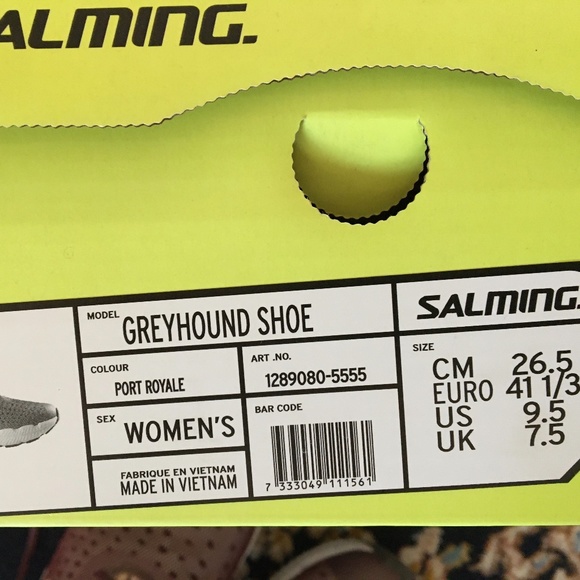 SALMING.
MODEL GREYHOUND SHOE
SALMING.
COLOUR PORT ROYALE
ART .NO. 1289080-5555
SIZE
CM 26.5
EURO 41 1/3
US 9.5
UK 7.5
SEX WOMEN'S
BAR CODE
7 333049 111561
FABRIQUE EN VIETNAM
MADE IN VIETNAM